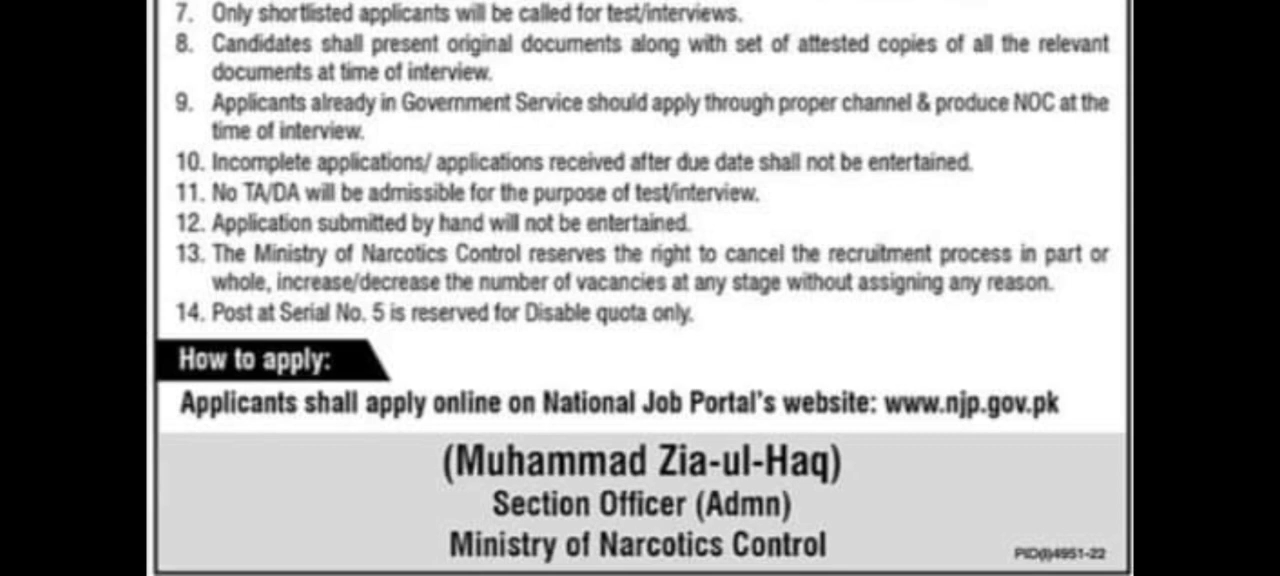 7. Only shortlisted applicants will be called for test/interviews.
8. Candidates shall present original documents along with set of attested copies of all the relevant
documents at time of interview.
9. Applicants already in Government Service should apply through proper channel & produce NOC at the
time of interview.
10. Incomplete applications/ applications received after due date shall not be entertained.
11. No TA/DA will be admissible for the purpose of test/interview.
12. Application submitted by hand will not be entertained.
13. The Ministry of Narcotics Control reserves the right to cancel the recruitment process in part or
whole, increase/decrease the number of vacancies at any stage without assigning any reason.
14. Post at Serial No. 5 is reserved for Disable quota only.
How to apply:
Applicants shall apply online on National Job Portal's website: www.njp.gov.pk
(Muhammad Zia-ul-Haq)
Section Officer (Admn)
Ministry of Narcotics Control
PID(I)4951-22